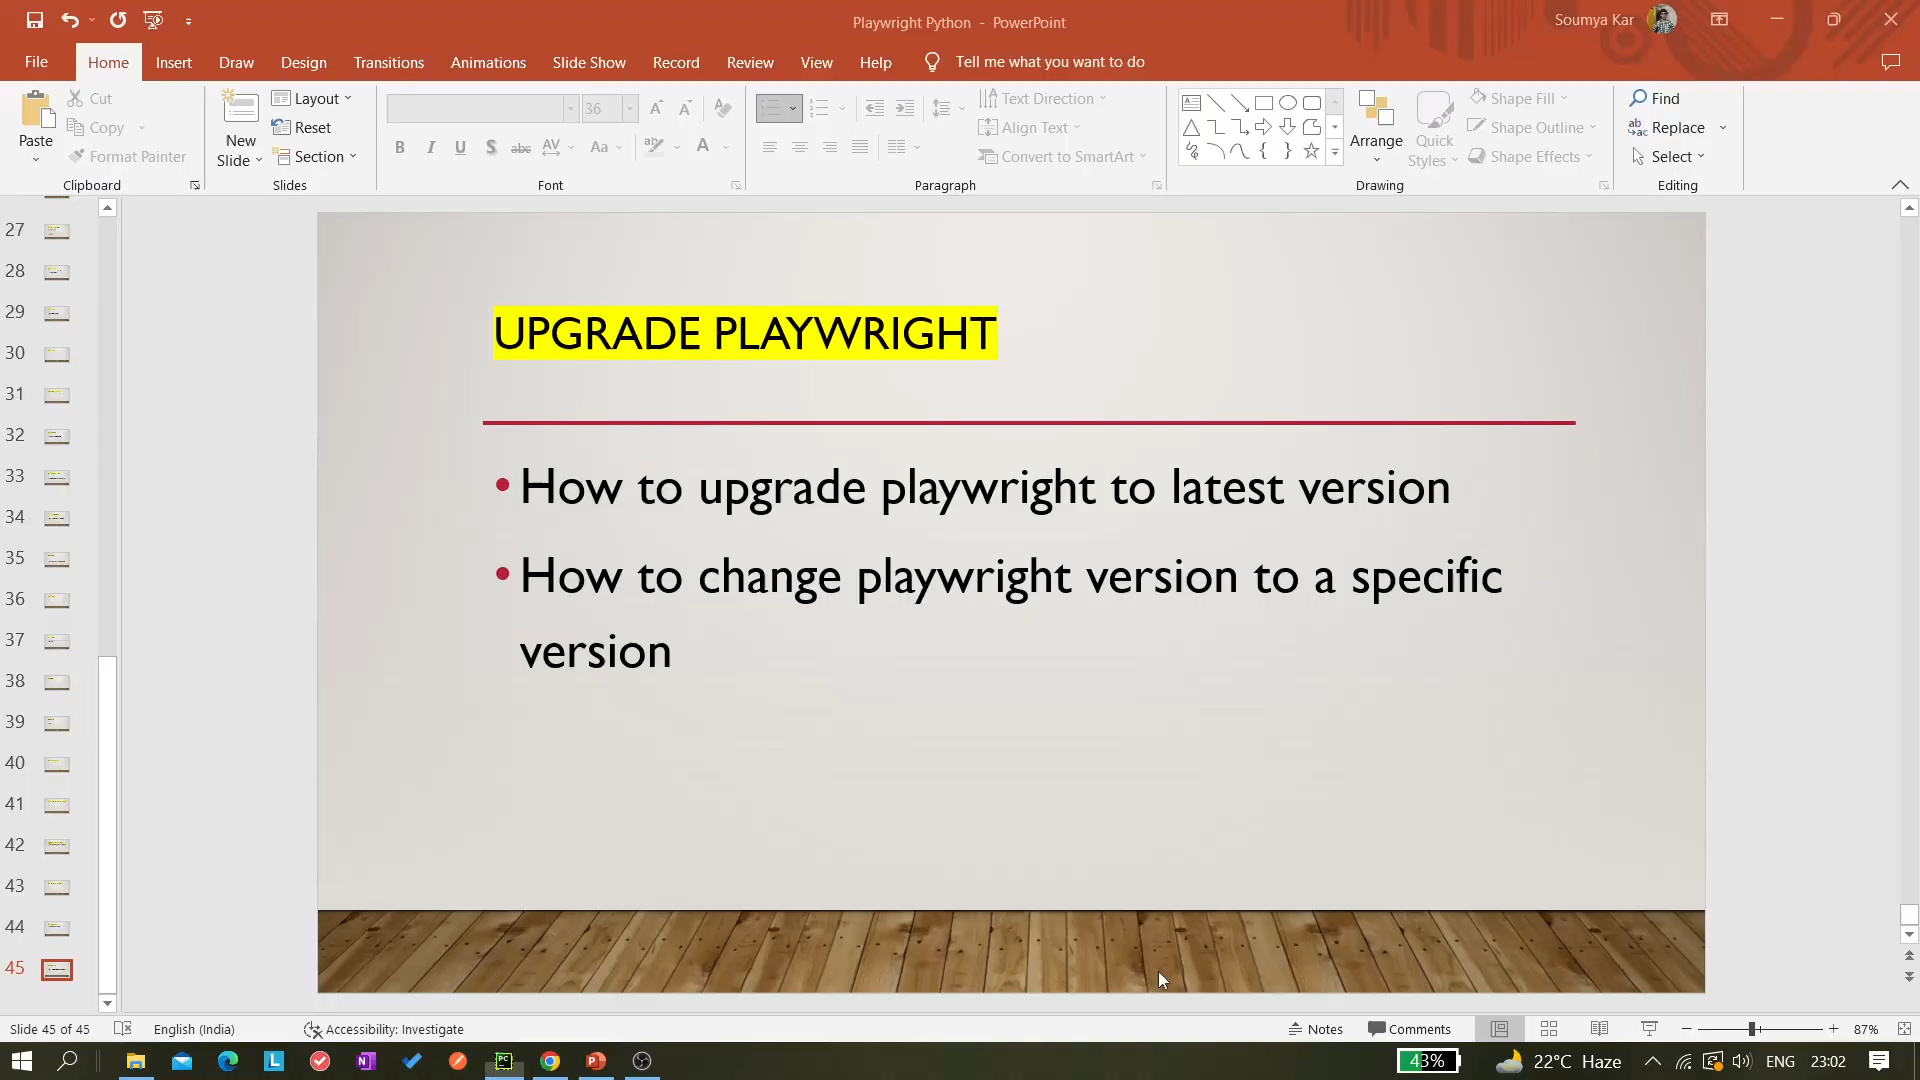 Playwright Python - PowerPoint
Soumya Kar
File Home Insert Draw Design Transitions Animations Slide Show Record Review View Help Tell me what you want to do
Paste
Cut
Copy
Format Painter
Clipboard
New Slide
Layout
Reset
Section
Slides
36
B I U S abc AV Aa A
Font
Text Direction
Align Text
Convert to SmartArt
Paragraph
Arrange
Quick Styles
Shape Fill
Shape Outline
Shape Effects
Drawing
Find
Replace
Select
Editing
27
28
29
30
31
32
33
34
35
36
37
38
39
40
41
42
43
44
45
UPGRADE PLAYWRIGHT
• How to upgrade playwright to latest version
• How to change playwright version to a specific
version
Slide 45 of 45 English (India) Accessibility: Investigate Notes Comments 87%
43% 22°C Haze ENG 23:02